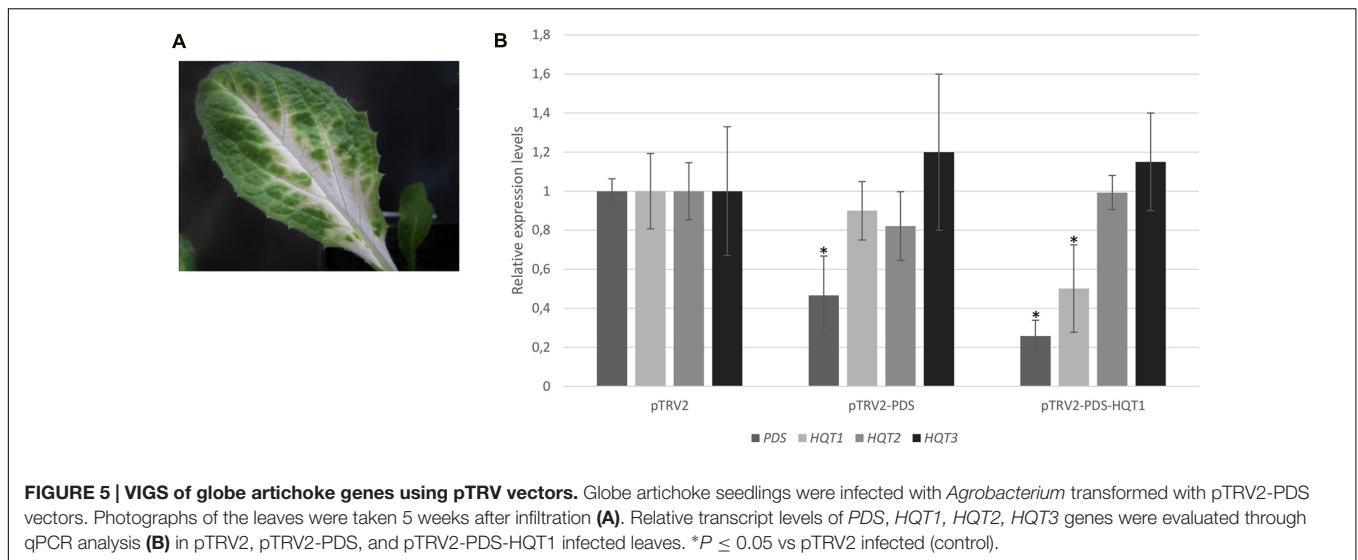 A
B
1,8
1,6
1,4
1,2
1
0,8
0,6
0,4
0,2
0
Relative expression levels
*
*
*
pTRV2
pTRV2-PDS
pTRV2-PDS-HQT1
PDS HQT1 HQT2 HQT3
FIGURE 5 | VIGS of globe artichoke genes using pTRV vectors. Globe artichoke seedlings were infected with Agrobacterium transformed with pTRV2-PDS
vectors. Photographs of the leaves were taken 5 weeks after infiltration (A). Relative transcript levels of PDS, HQT1, HQT2, HQT3 genes were evaluated through
qPCR analysis (B) in pTRV2, pTRV2-PDS, and pTRV2-PDS-HQT1 infected leaves. *P ≤ 0.05 vs pTRV2 infected (control).